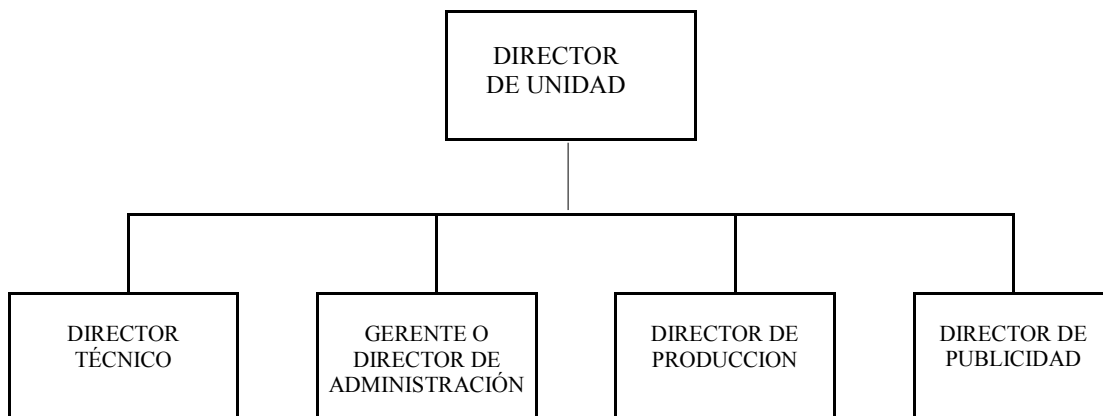 DIRECTOR
DE UNIDAD
DIRECTOR
TÉCNICO
GERENTE O
DIRECTOR DE
ADMINISTRACIÓN
DIRECTOR DE
PRODUCCION
DIRECTOR DE
PUBLICIDAD